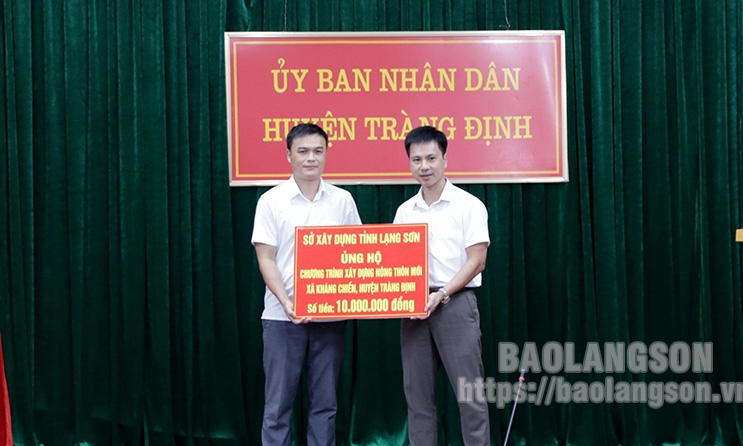 ỦY BAN NHÂN DÂN
HUYỆN TRÀNG ĐỊNH
SỞ XÂY DỰNG TỈNH LẠNG SƠN
ỦNG HỘ
CHƯƠNG TRÌNH XÂY DỰNG NÔNG THÔN MỚI
XÃ KHÁNG CHIẾN, HUYỆN TRÀNG ĐỊNH
Số tiền: 10.000.000 đồng
BAOLANGSON
https://baolangson.vn